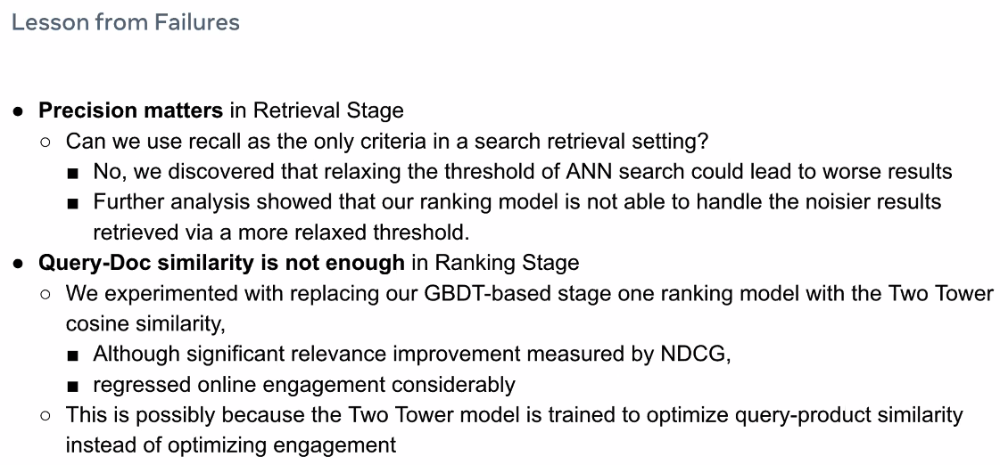 Lesson from Failures
● Precision matters in Retrieval Stage
○ Can we use recall as the only criteria in a search retrieval setting?
■ No, we discovered that relaxing the threshold of ANN search could lead to worse results
■ Further analysis showed that our ranking model is not able to handle the noisier results
retrieved via a more relaxed threshold.
● Query-Doc similarity is not enough in Ranking Stage
○ We experimented with replacing our GBDT-based stage one ranking model with the Two Tower
cosine similarity,
■ Although significant relevance improvement measured by NDCG,
■ regressed online engagement considerably
○ This is possibly because the Two Tower model is trained to optimize query-product similarity
instead of optimizing engagement